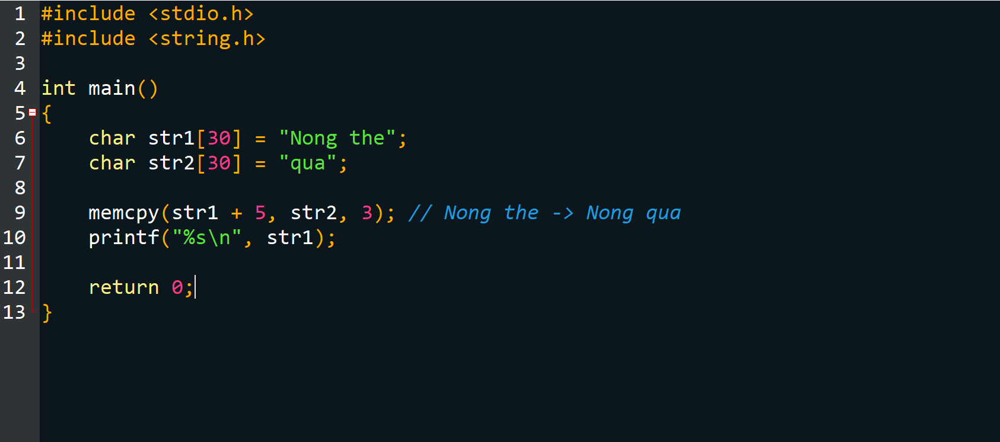 1 #include <stdio.h>
2 #include <string.h>
3
4 int main()
5 {
6     char str1[30] = "Nong the";
7     char str2[30] = "qua";
8
9     memcpy(str1 + 5, str2, 3); // Nong the -> Nong qua
10     printf("%s\n", str1);
11
12     return 0;
13 }